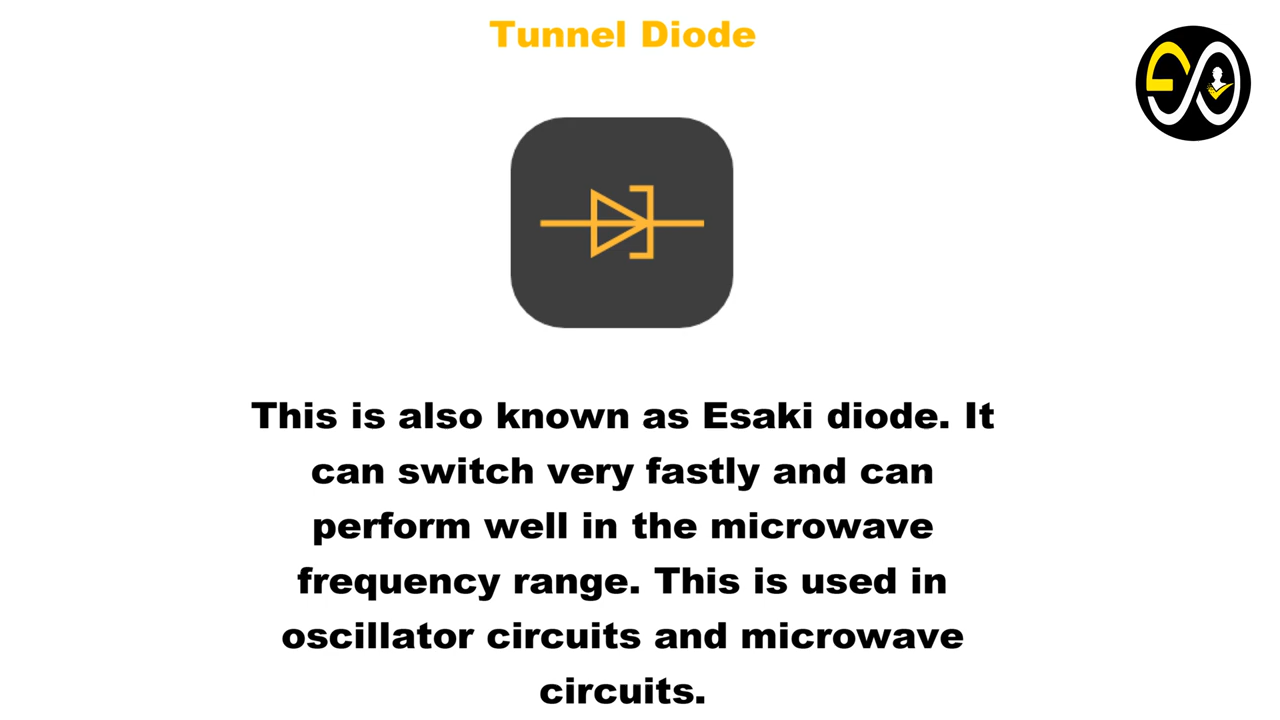 Tunnel Diode
This is also known as Esaki diode. It
can switch very fastly and can
perform well in the microwave
frequency range. This is used in
oscillator circuits and microwave
circuits.